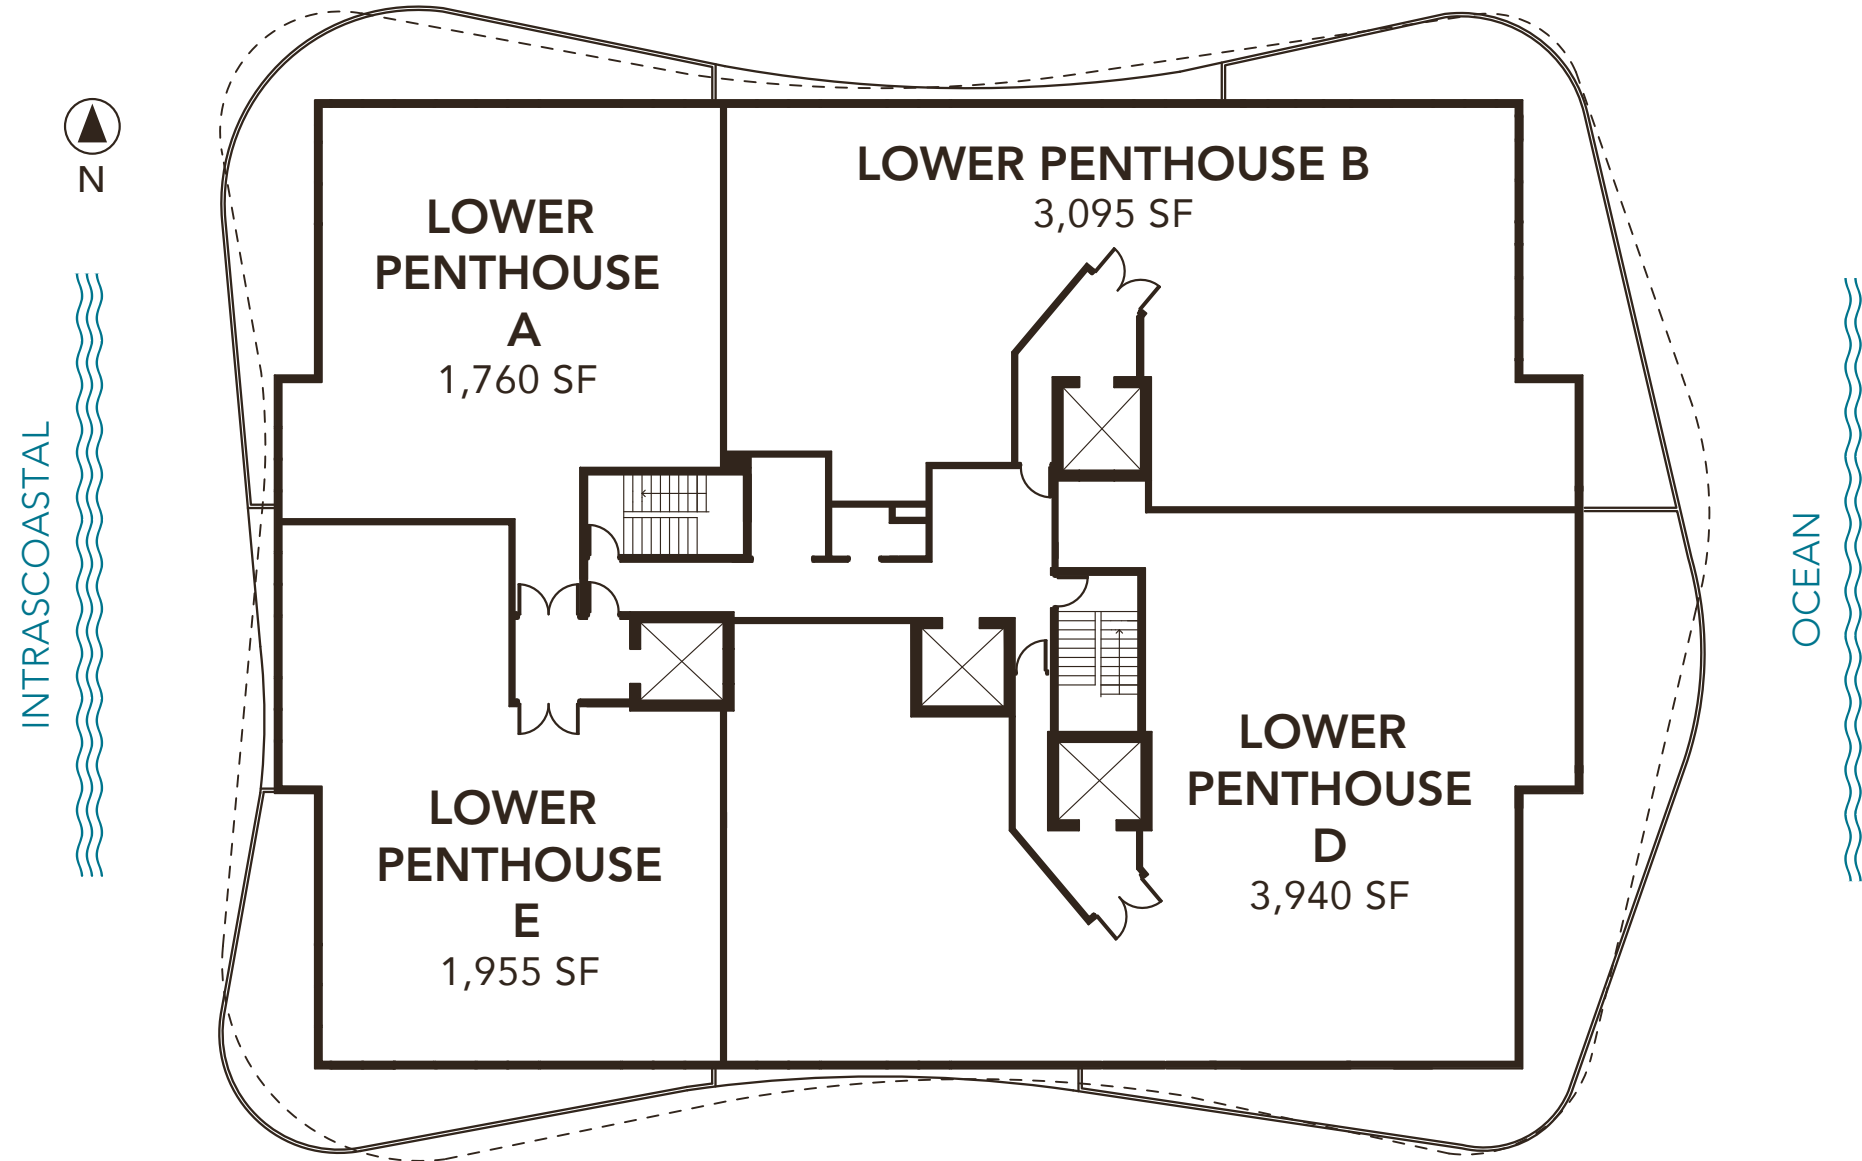 N
INTRASCOASTAL
LOWER
PENTHOUSE
A
1,760 SF
LOWER PENTHOUSE B
3,095 SF
OCEAN
LOWER
PENTHOUSE
E
1,955 SF
LOWER
PENTHOUSE
D
3,940 SF